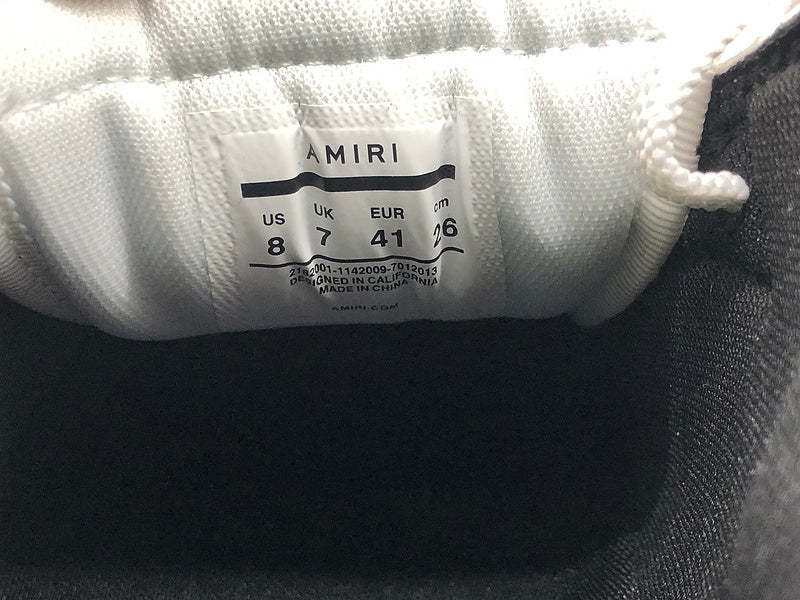 AMIRI
US UK EUR cm
8 7 41 26
2192001-1142009-7012013
DESIGNED IN CALIFORNIA
MADE IN CHINA
AMIRI.COM